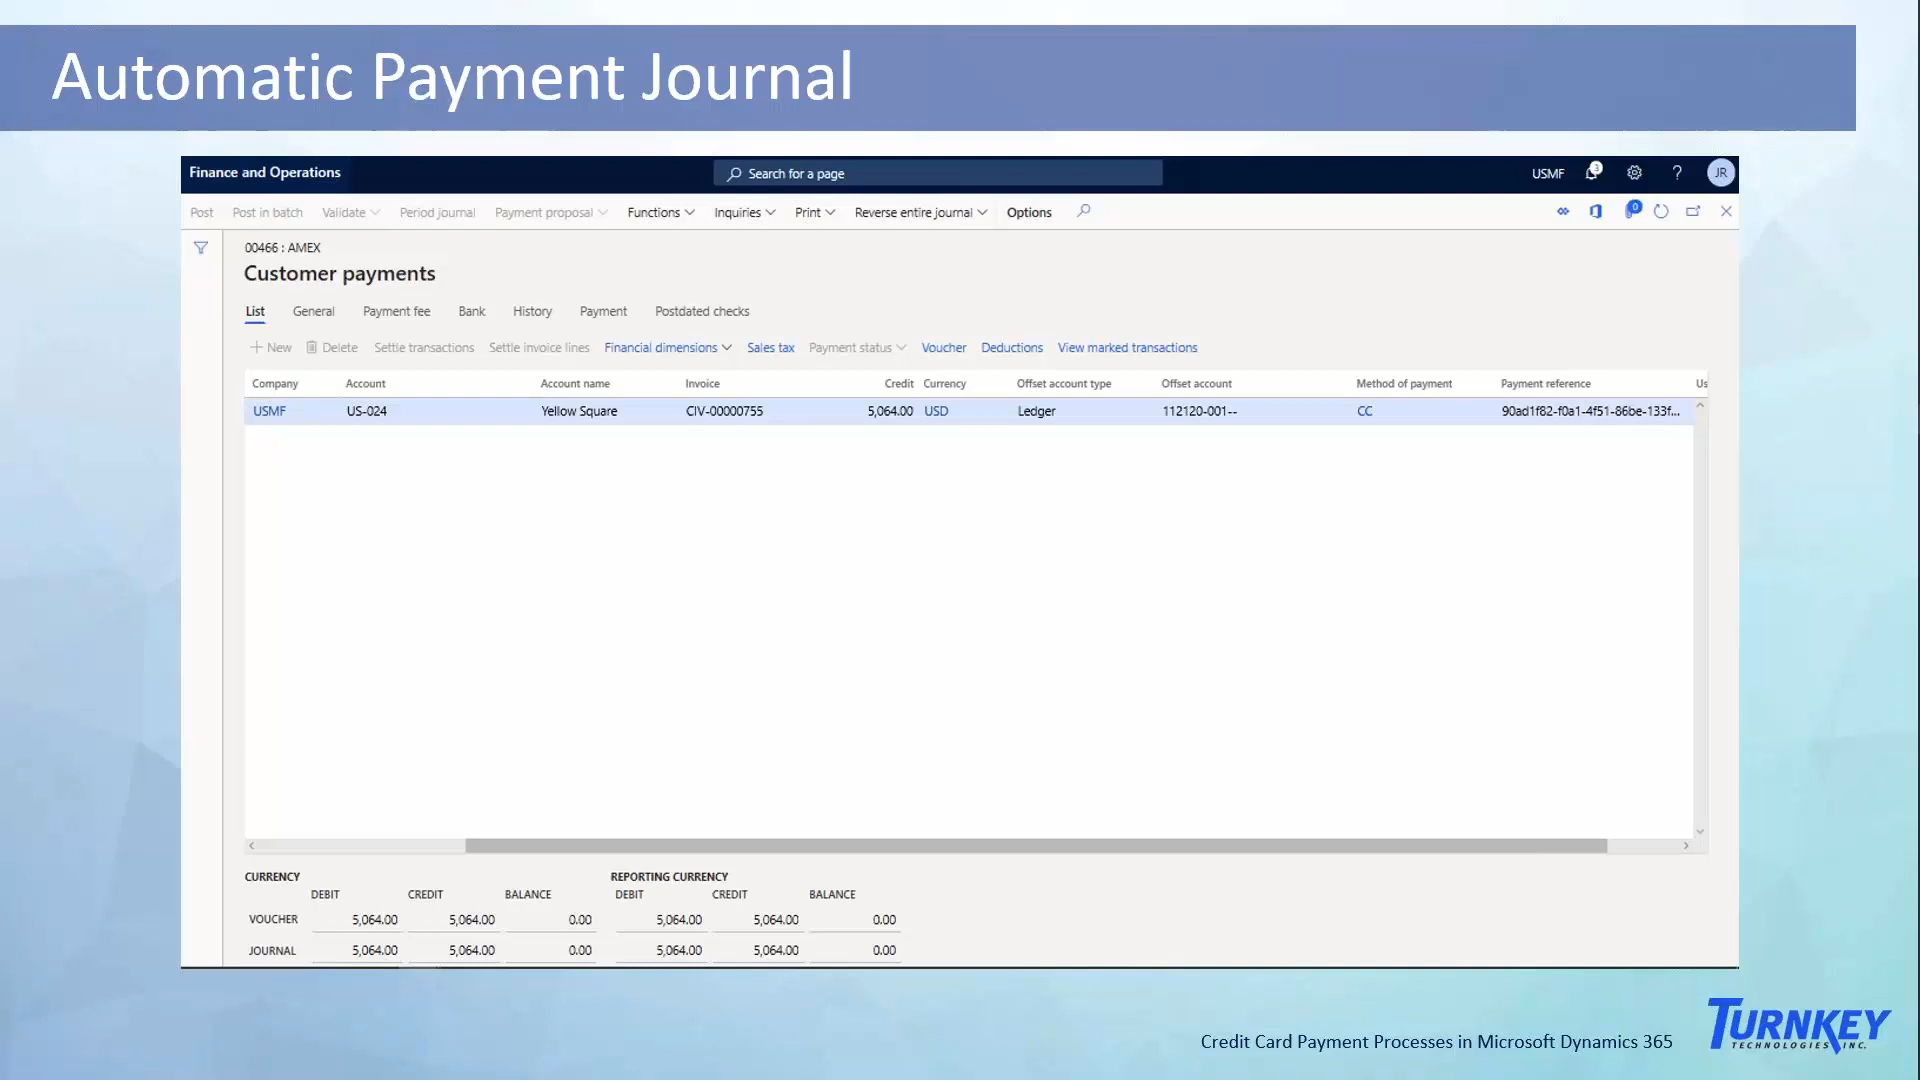 Automatic Payment Journal
Finance and Operations Search for a page USMF 3 ? JR
Post Post in batch Validate Period journal Payment proposal Functions Inquiries Print Reverse entire journal Options 0
00466 : AMEX
Customer payments
List General Payment fee Bank History Payment Postdated checks
New Delete Settle transactions Settle invoice lines Financial dimensions Sales tax Payment status Voucher Deductions View marked transactions
Company Account Account name Invoice Credit Currency Offset account type Offset account Method of payment Payment reference Us
USMF US-024 Yellow Square CIV-00000755 5,064.00 USD Ledger 112120-001-- CC 90ad1f82-f0a1-4f51-86be-133f...
CURRENCY REPORTING CURRENCY
DEBIT CREDIT BALANCE DEBIT CREDIT BALANCE
VOUCHER 5,064.00 5,064.00 0.00 5,064.00 5,064.00 0.00
JOURNAL 5,064.00 5,064.00 0.00 5,064.00 5,064.00 0.00
Credit Card Payment Processes in Microsoft Dynamics 365
TURNKEY
TECHNOLOGIES, INC.